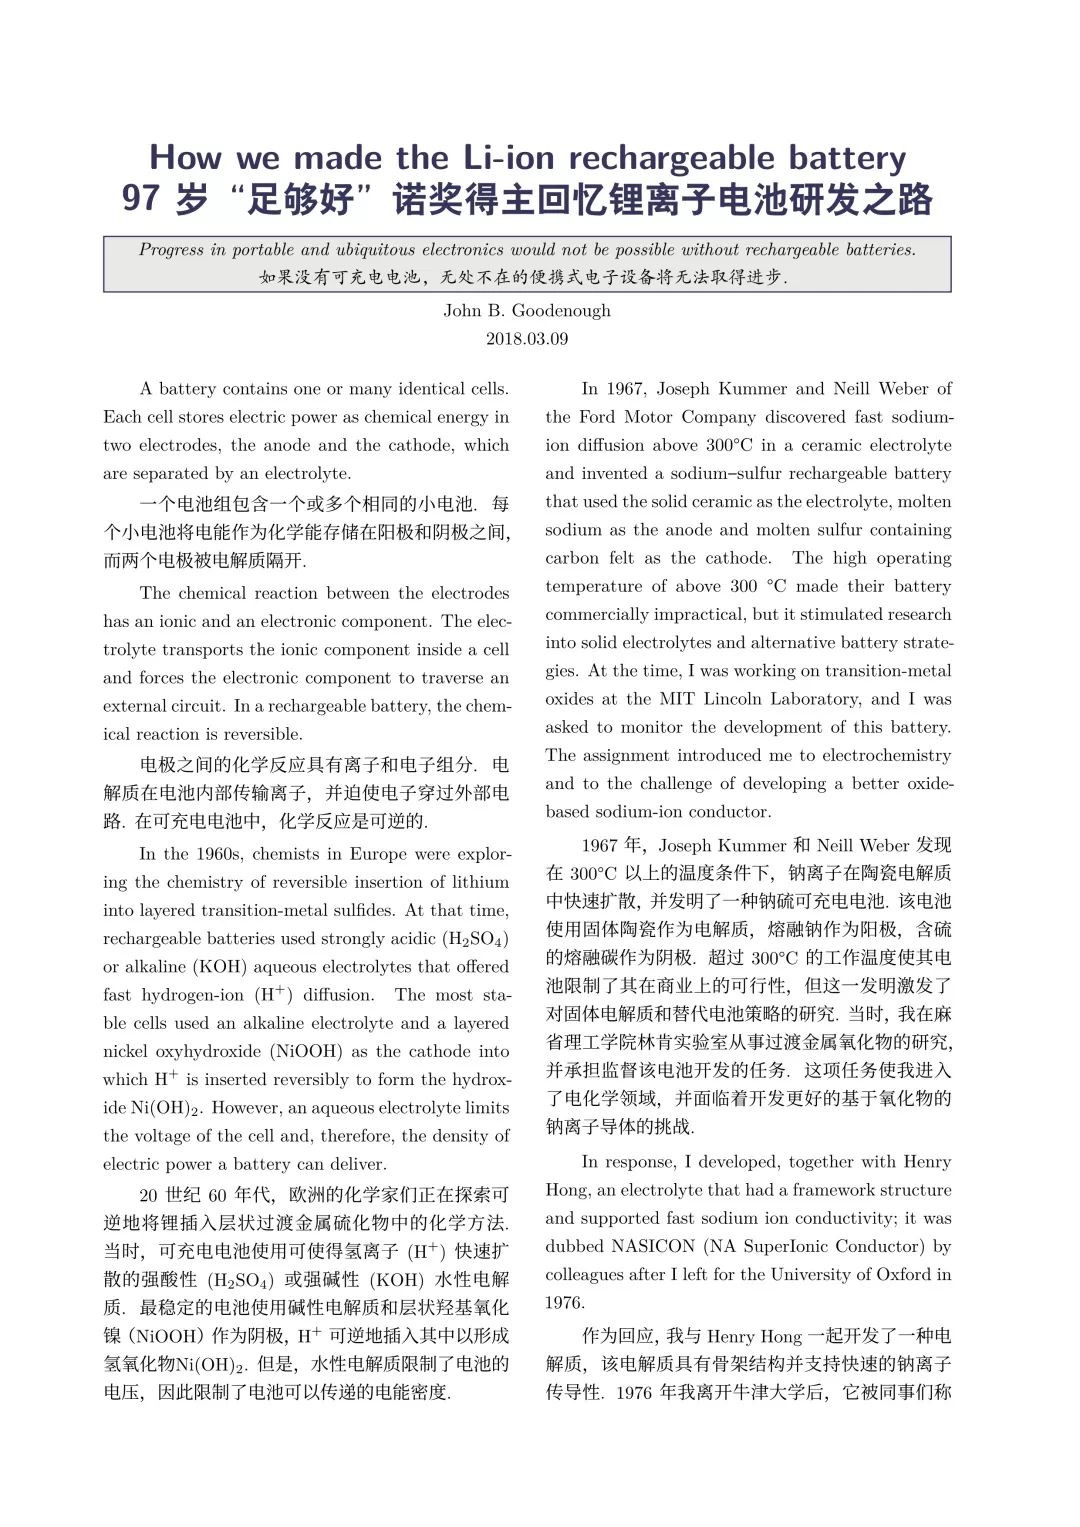 How we made the Li-ion rechargeable battery
97 岁 “足够好” 诺奖得主回忆锂离子电池研发之路
Progress in portable and ubiquitous electronics would not be possible without rechargeable batteries.
如果没有可充电电池，无处不在的便携式电子设备将无法取得进步.
John B. Goodenough
2018.03.09
A battery contains one or many identical cells.
Each cell stores electric power as chemical energy in
two electrodes, the anode and the cathode, which
are separated by an electrolyte.
一个电池组包含一个或多个相同的小电池. 每
个小电池将电能作为化学能存储在阳极和阴极之间,
而两个电极被电解质隔开.
The chemical reaction between the electrodes
has an ionic and an electronic component. The elec-
trolyte transports the ionic component inside a cell
and forces the electronic component to traverse an
external circuit. In a rechargeable battery, the chem-
ical reaction is reversible.
电极之间的化学反应具有离子和电子组分. 电
解质在电池内部传输离子，并迫使电子穿过外部电
路. 在可充电电池中，化学反应是可逆的.
In the 1960s, chemists in Europe were explor-
ing the chemistry of reversible insertion of lithium
into layered transition-metal sulfides. At that time,
rechargeable batteries used strongly acidic (H₂SO₄)
or alkaline (KOH) aqueous electrolytes that offered
fast hydrogen-ion (H⁺) diffusion. The most sta-
ble cells used an alkaline electrolyte and a layered
nickel oxyhydroxide (NiOOH) as the cathode into
which H⁺ is inserted reversibly to form the hydrox-
ide Ni(OH)₂. However, an aqueous electrolyte limits
the voltage of the cell and, therefore, the density of
electric power a battery can deliver.
20 世纪 60 年代，欧洲的化学家们正在探索可
逆地将锂插入层状过渡金属硫化物中的化学方法.
当时，可充电电池使用可使得氢离子 (H⁺) 快速扩
散的强酸性 (H₂SO₄) 或强碱性 (KOH) 水性电解
质. 最稳定的电池使用碱性电解质和层状羟基氧化
镍（NiOOH）作为阴极，H⁺ 可逆地插入其中以形成
氢氧化物Ni(OH)₂. 但是，水性电解质限制了电池的
电压，因此限制了电池可以传递的电能密度.
In 1967, Joseph Kummer and Neill Weber of
the Ford Motor Company discovered fast sodium-
ion diffusion above 300°C in a ceramic electrolyte
and invented a sodium–sulfur rechargeable battery
that used the solid ceramic as the electrolyte, molten
sodium as the anode and molten sulfur containing
carbon felt as the cathode. The high operating
temperature of above 300 °C made their battery
commercially impractical, but it stimulated research
into solid electrolytes and alternative battery strate-
gies. At the time, I was working on transition-metal
oxides at the MIT Lincoln Laboratory, and I was
asked to monitor the development of this battery.
The assignment introduced me to electrochemistry
and to the challenge of developing a better oxide-
based sodium-ion conductor.
1967 年，Joseph Kummer 和 Neill Weber 发现
在 300°C 以上的温度条件下，钠离子在陶瓷电解质
中快速扩散，并发明了一种钠硫可充电电池. 该电池
使用固体陶瓷作为电解质，熔融钠作为阳极，含硫
的熔融碳作为阴极. 超过 300°C 的工作温度使其电
池限制了其在商业上的可行性，但这一发明激发了
对固体电解质和替代电池策略的研究. 当时，我在麻
省理工学院林肯实验室从事过渡金属氧化物的研究,
并承担监督该电池开发的任务. 这项任务使我进入
了电化学领域，并面临着开发更好的基于氧化物的
钠离子导体的挑战.
In response, I developed, together with Henry
Hong, an electrolyte that had a framework structure
and supported fast sodium ion conductivity; it was
dubbed NASICON (NA SuperIonic Conductor) by
colleagues after I left for the University of Oxford in
1976.
作为回应，我与 Henry Hong 一起开发了一种电
解质，该电解质具有骨架结构并支持快速的钠离子
传导性. 1976 年我离开牛津大学后，它被同事们称